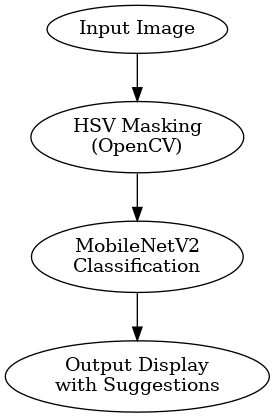 Input Image
HSV Masking
(OpenCV)
MobileNetV2
Classification
Output Display
with Suggestions